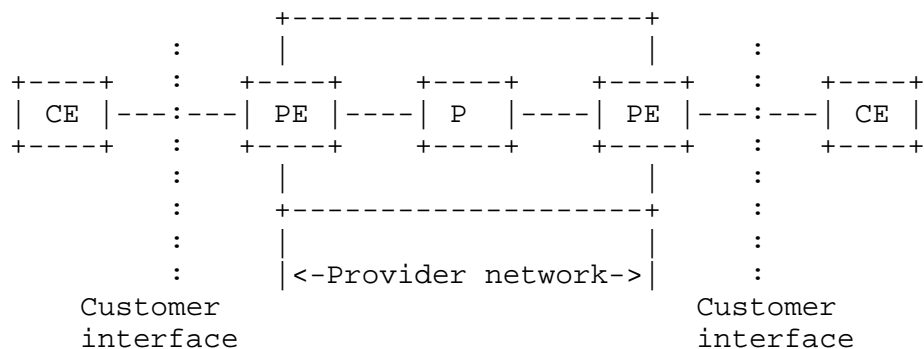 +---------------------+
: | | :
+----+ : +----+ +----+ +----+ : +----+
| CE |---:---| PE |----| P |----| PE |---:---| CE |
+----+ : +----+ +----+ +----+ : +----+
: | | :
: +---------------------+ :
: | | :
: |<-Provider network->| :
Customer Customer
interface interface